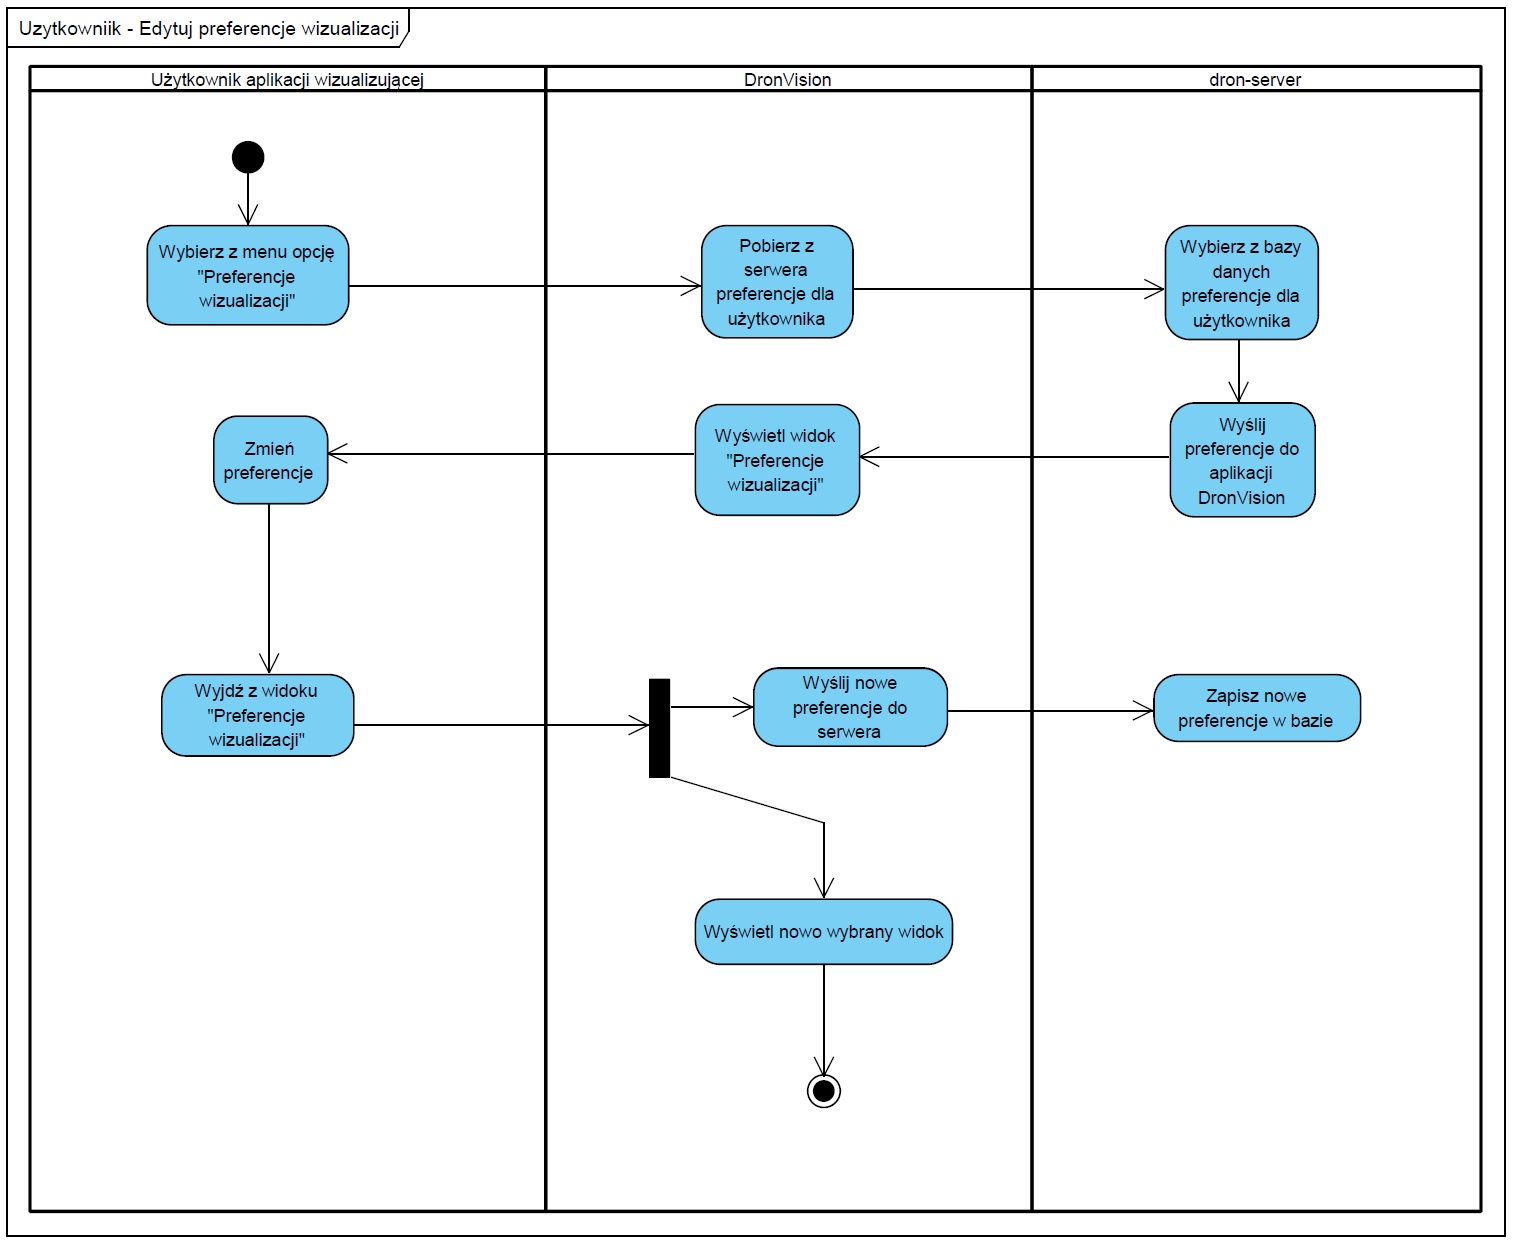 Uzytkowniik - Edytuj preferencje wizualizacji
Użytkownik aplikacji wizualizującej
DronVision
dron-server
Wybierz z menu opcję
"Preferencje
wizualizacji"
Pobierz z
serwera
preferencje dla
użytkownika
Wybierz z bazy
danych
preferencje dla
użytkownika
Zmień
preferencje
Wyświetl widok
"Preferencje
wizualizacji"
Wyślij
preferencje do
aplikacji
DronVision
Wyjdź z widoku
"Preferencje
wizualizacji"
Wyślij nowe
preferencje do
serwera
Zapisz nowe
preferencje w bazie
Wyświetl nowo wybrany widok